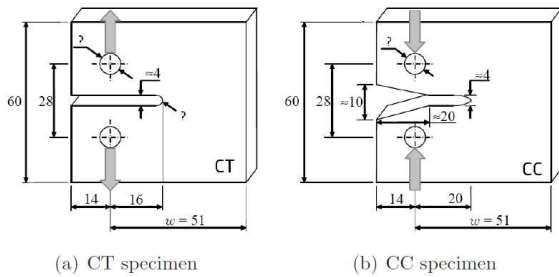 ?
≈4
60
28
?
CT
14
16
w = 51
(a) CT specimen
?
≈4
60
28
≈10
≈20
CC
14
20
w = 51
(b) CC specimen